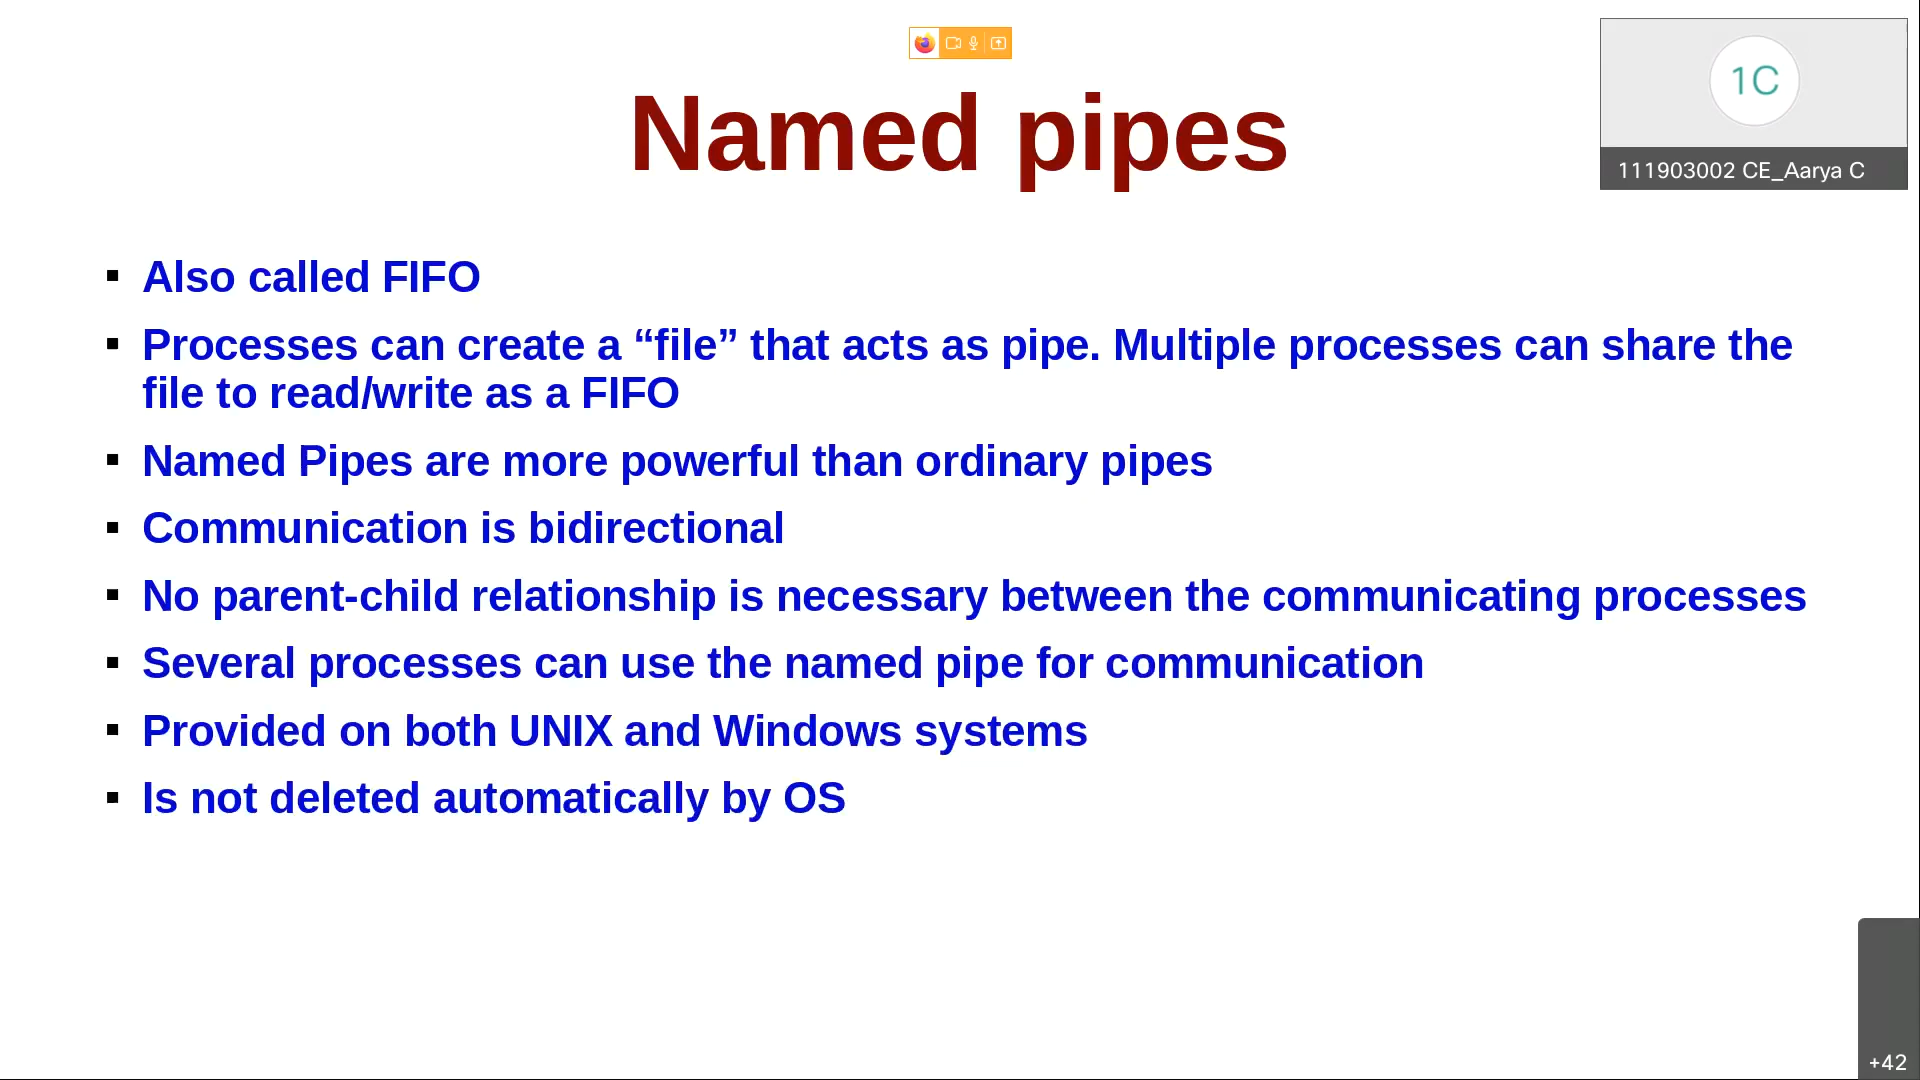 Named pipes
1C
111903002 CE_Aarya C
Also called FIFO
Processes can create a “file” that acts as pipe. Multiple processes can share the
file to read/write as a FIFO
Named Pipes are more powerful than ordinary pipes
Communication is bidirectional
No parent-child relationship is necessary between the communicating processes
Several processes can use the named pipe for communication
Provided on both UNIX and Windows systems
Is not deleted automatically by OS
+42